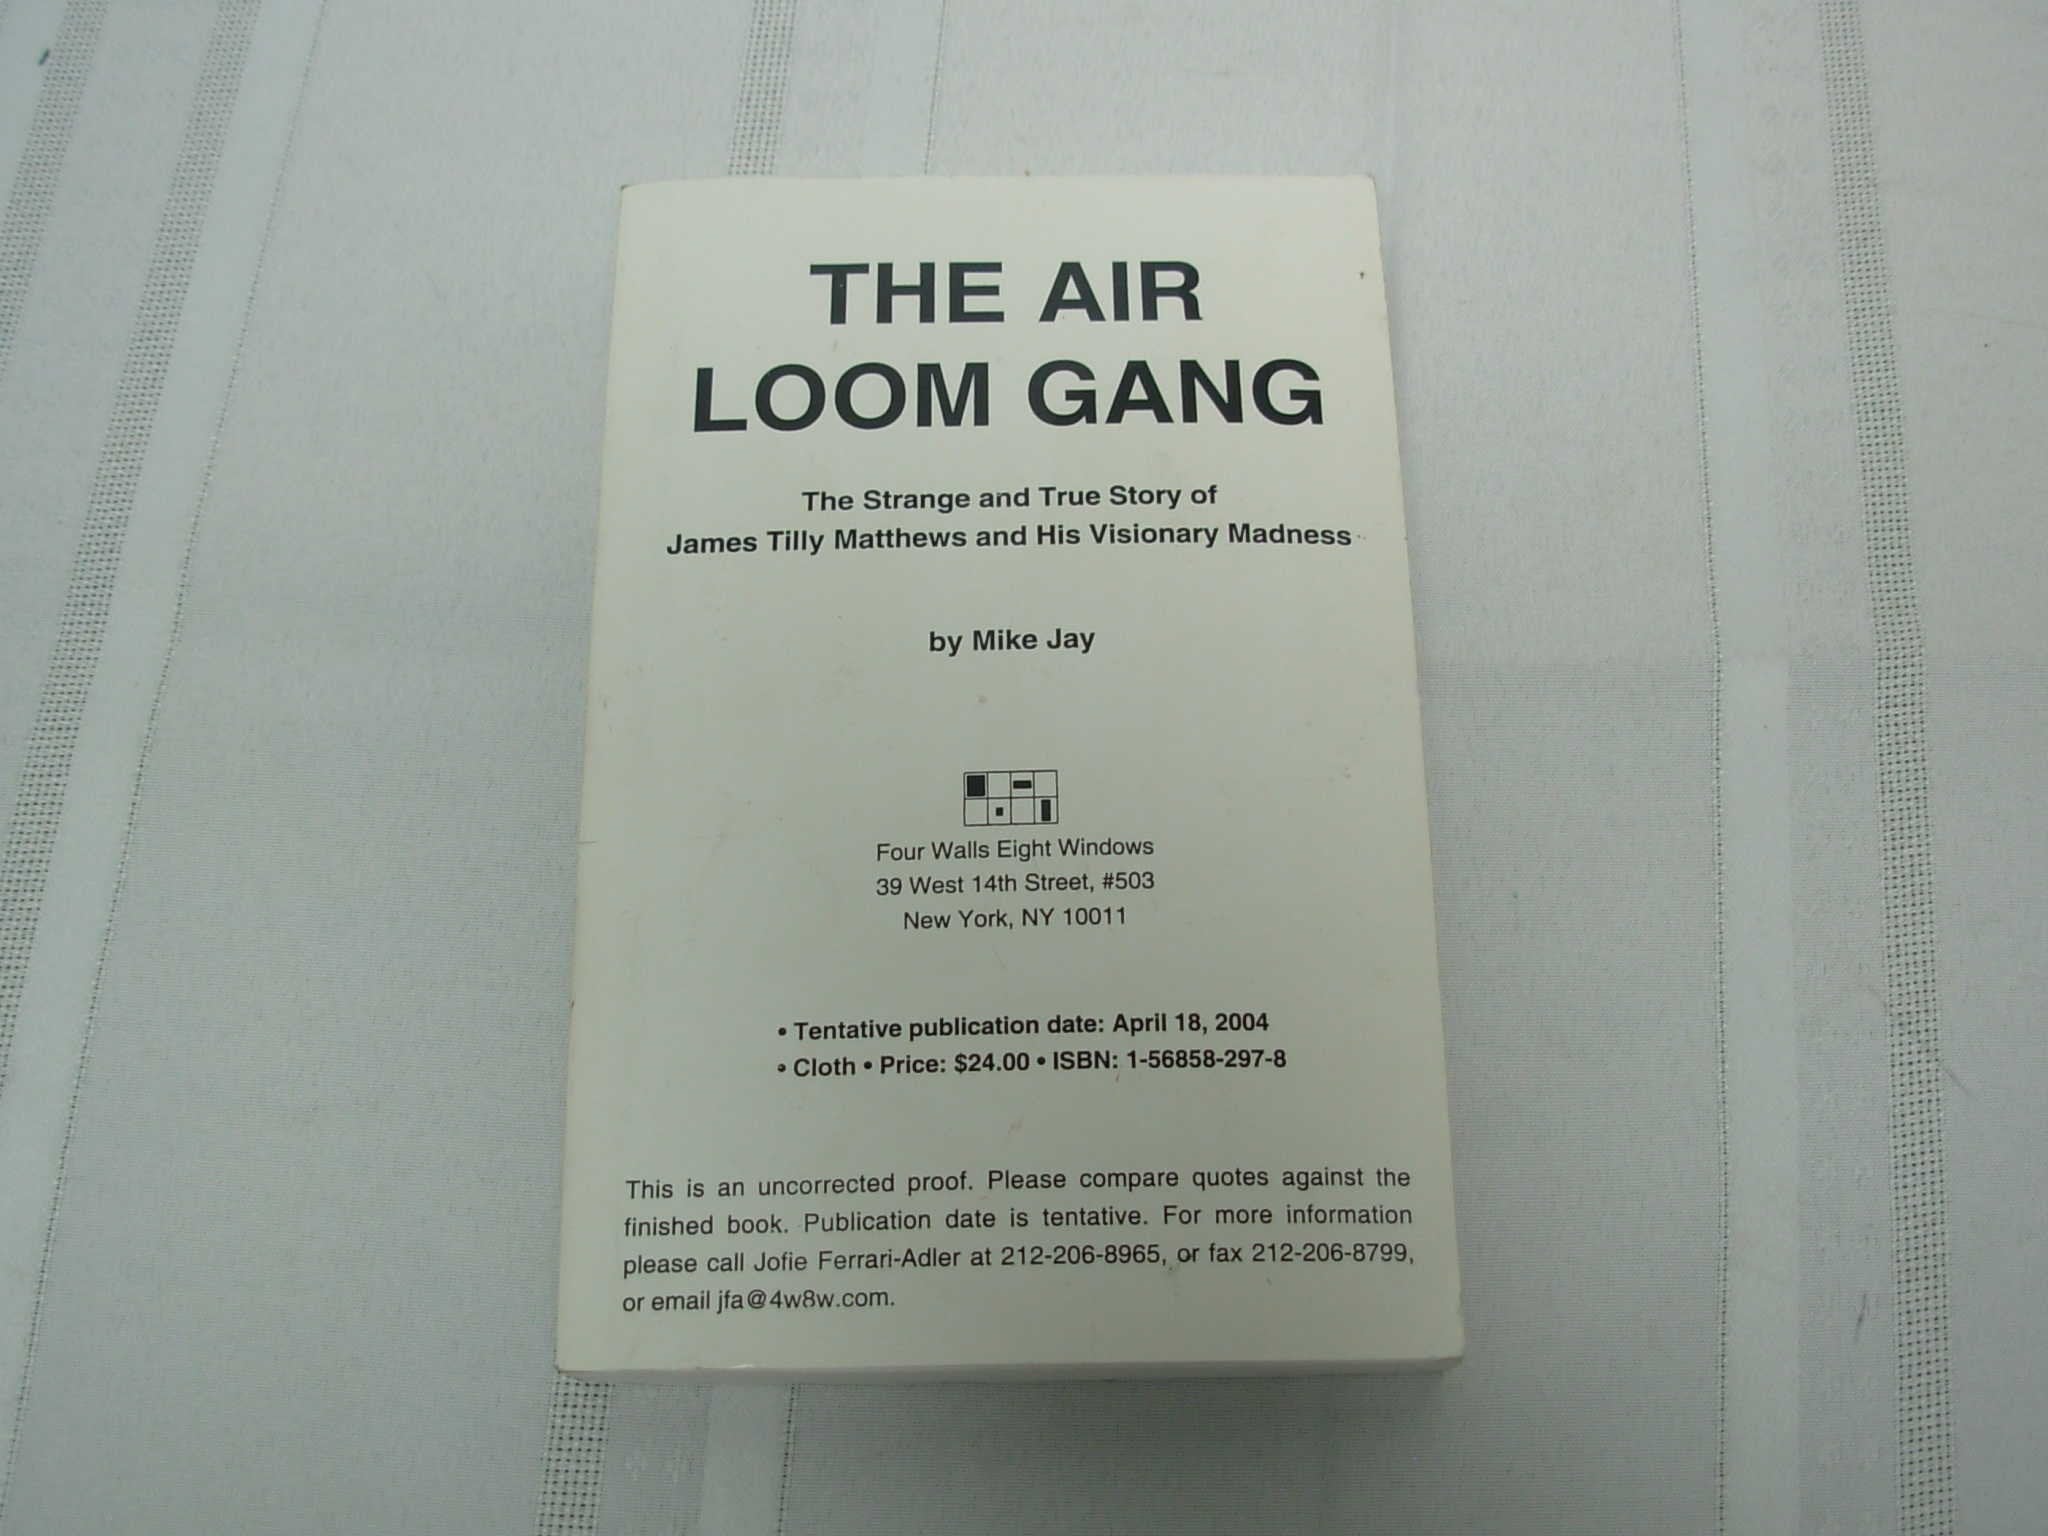 THE AIR
LOOM GANG
The Strange and True Story of
James Tilly Matthews and His Visionary Madness
by Mike Jay
Four Walls Eight Windows
39 West 14th Street, #503
New York, NY 10011
• Tentative publication date: April 18, 2004
• Cloth • Price: $24.00 • ISBN: 1-56858-297-8
This is an uncorrected proof. Please compare quotes against the
finished book. Publication date is tentative. For more information
please call Jofie Ferrari-Adler at 212-206-8965, or fax 212-206-8799,
or email jfa@4w8w.com.